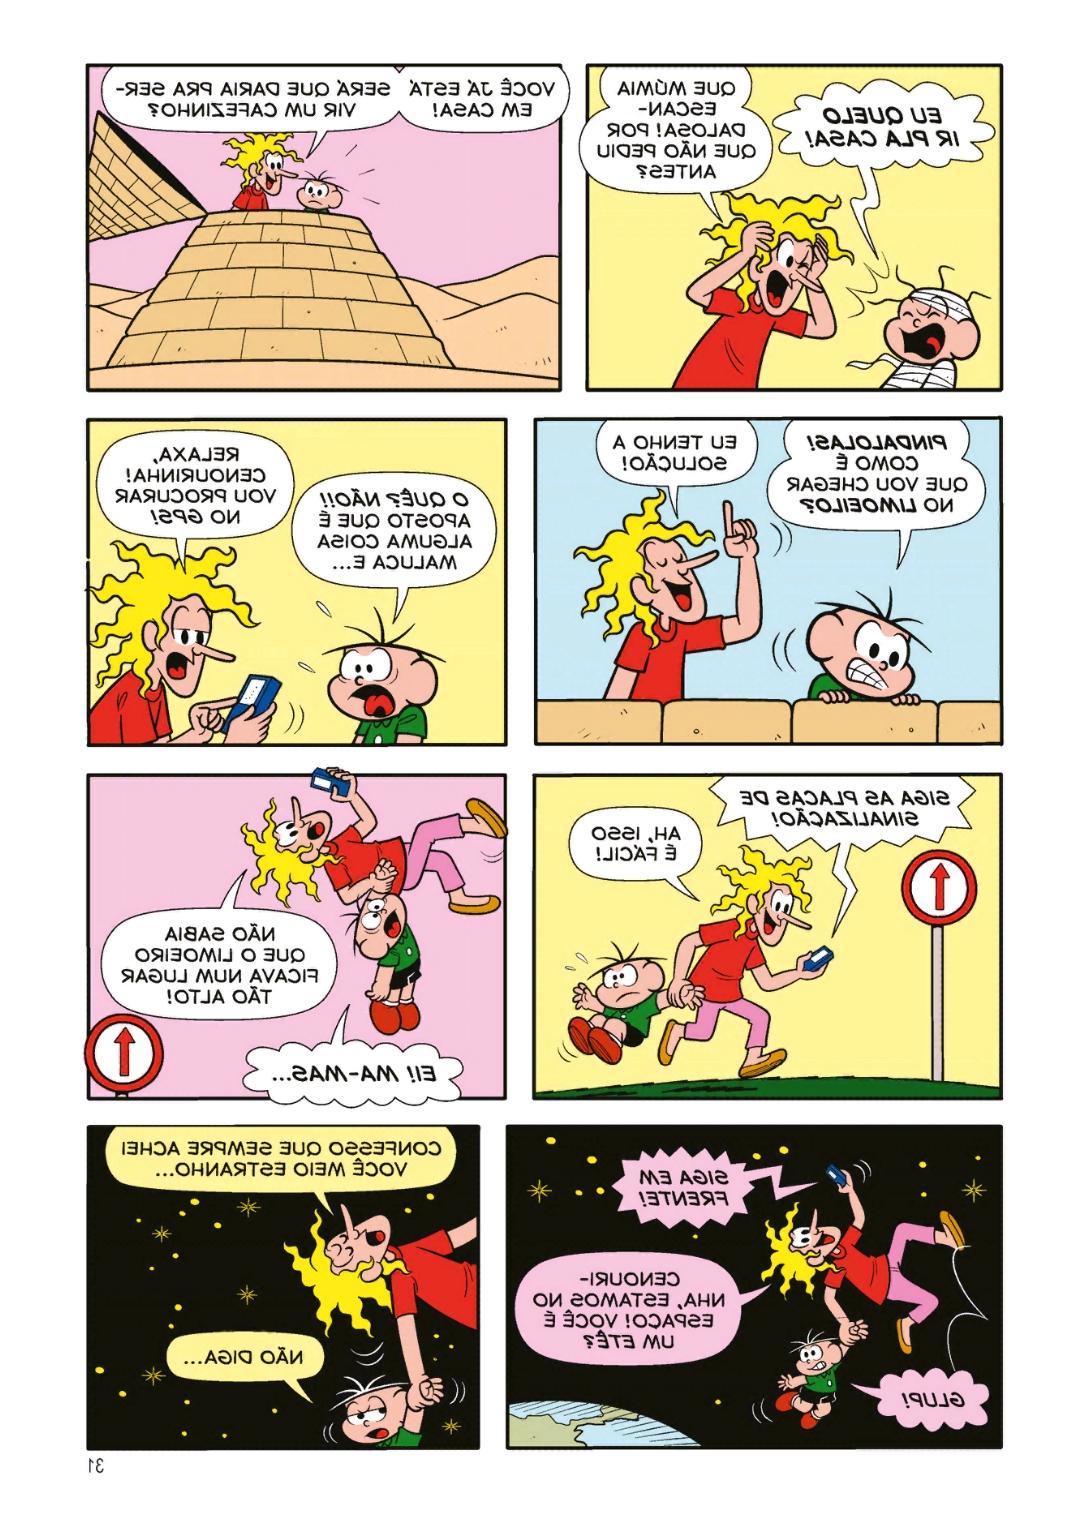 EU QUELO
IR PLA CASA!
QUE MÚMIA
ESCAN-
DALOSA! POR
QUE NÃO PEDIU
ANTES?
VOCÊ JÁ ESTÁ
EM CASA!
SERÁ QUE DARIA PRA SER-
VIR UM CAFEZINHO?
PINDALOLAS!
COMO É
QUE VOU CHEGAR
NO LIMOEILO?
EU TENHO A
SOLUÇÃO!
O QUÊ? NÃO!!
APOSTO QUE É
ALGUMA COISA
MALUCA E...
RELAXA,
CENOURINHA!
VOU PROCURAR
NO GPS!
SIGA AS PLACAS DE
SINALIZAÇÃO!
AH, ISSO
É FÁCIL!
NÃO SABIA
QUE O LIMOEIRO
FICAVA NUM LUGAR
TÃO ALTO!
EI! MA-MAS...
SIGA EM
FRENTE!
CENOURI-
NHA, ESTAMOS NO
ESPAÇO! VOCÊ É
UM ETÊ?
GLUP!
CONFESSO QUE SEMPRE ACHEI
VOCÊ MEIO ESTRANHO...
NÃO DIGA...
31